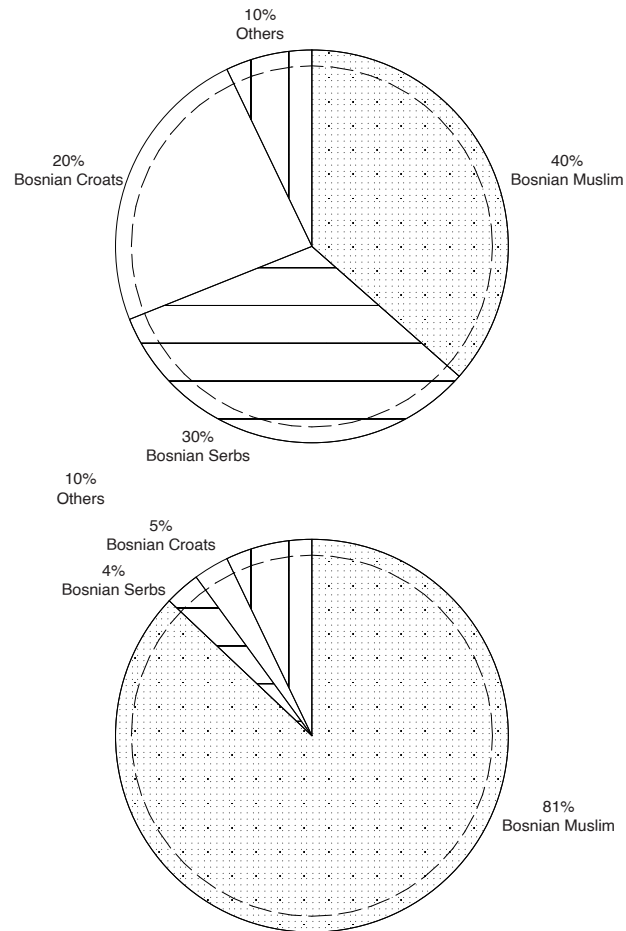 10%
Others
20%
Bosnian Croats
40%
Bosnian Muslim
30%
Bosnian Serbs
10%
Others
5%
Bosnian Croats
4%
Bosnian Serbs
81%
Bosnian Muslim